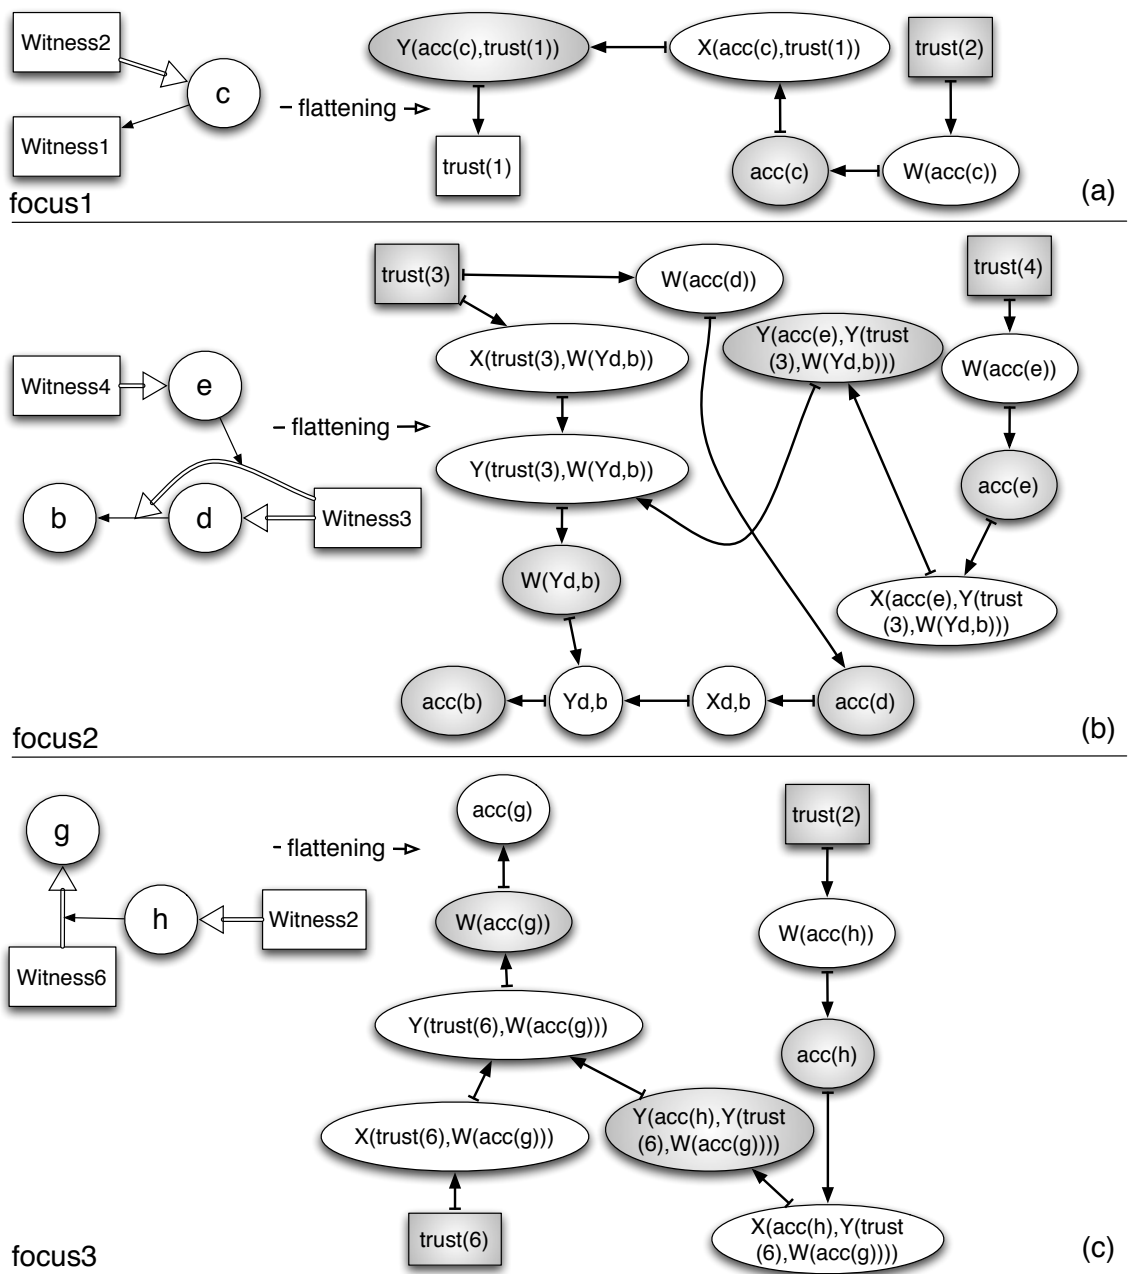 Witness2
c
Witness1
focus1
– flattening
Y(acc(c),trust(1))
X(acc(c),trust(1))
trust(2)
trust(1)
acc(c)
W(acc(c))
(a)
trust(3)
W(acc(d))
trust(4)
X(trust(3),W(Yd,b))
Y(acc(e),Y(trust
(3),W(Yd,b)))
W(acc(e))
Witness4
e
– flattening
Y(trust(3),W(Yd,b))
acc(e)
b
d
Witness3
W(Yd,b)
X(acc(e),Y(trust
(3),W(Yd,b)))
acc(b)
Yd,b
Xd,b
acc(d)
focus2
(b)
g
– flattening
acc(g)
trust(2)
h
Witness2
W(acc(g))
W(acc(h))
Witness6
Y(trust(6),W(acc(g)))
acc(h)
X(trust(6),W(acc(g)))
Y(acc(h),Y(trust
(6),W(acc(g))))
trust(6)
X(acc(h),Y(trust
(6),W(acc(g))))
focus3
(c)